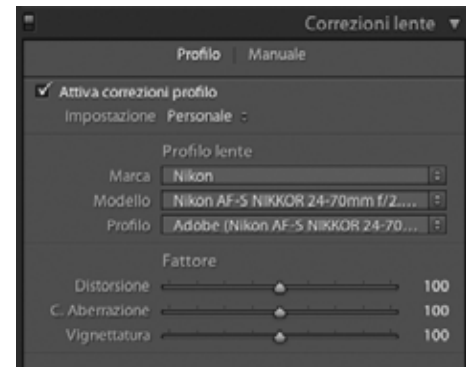 Correzioni lente
Profilo | Manuale
Attiva correzioni profilo
Impostazione Personale
Profilo lente
Marca Nikon
Modello Nikon AF-S NIKKOR 24-70mm f/2....
Profilo Adobe (Nikon AF-S NIKKOR 24-70...
Fattore
Distorsione 100
C. Aberrazione 100
Vignettatura 100